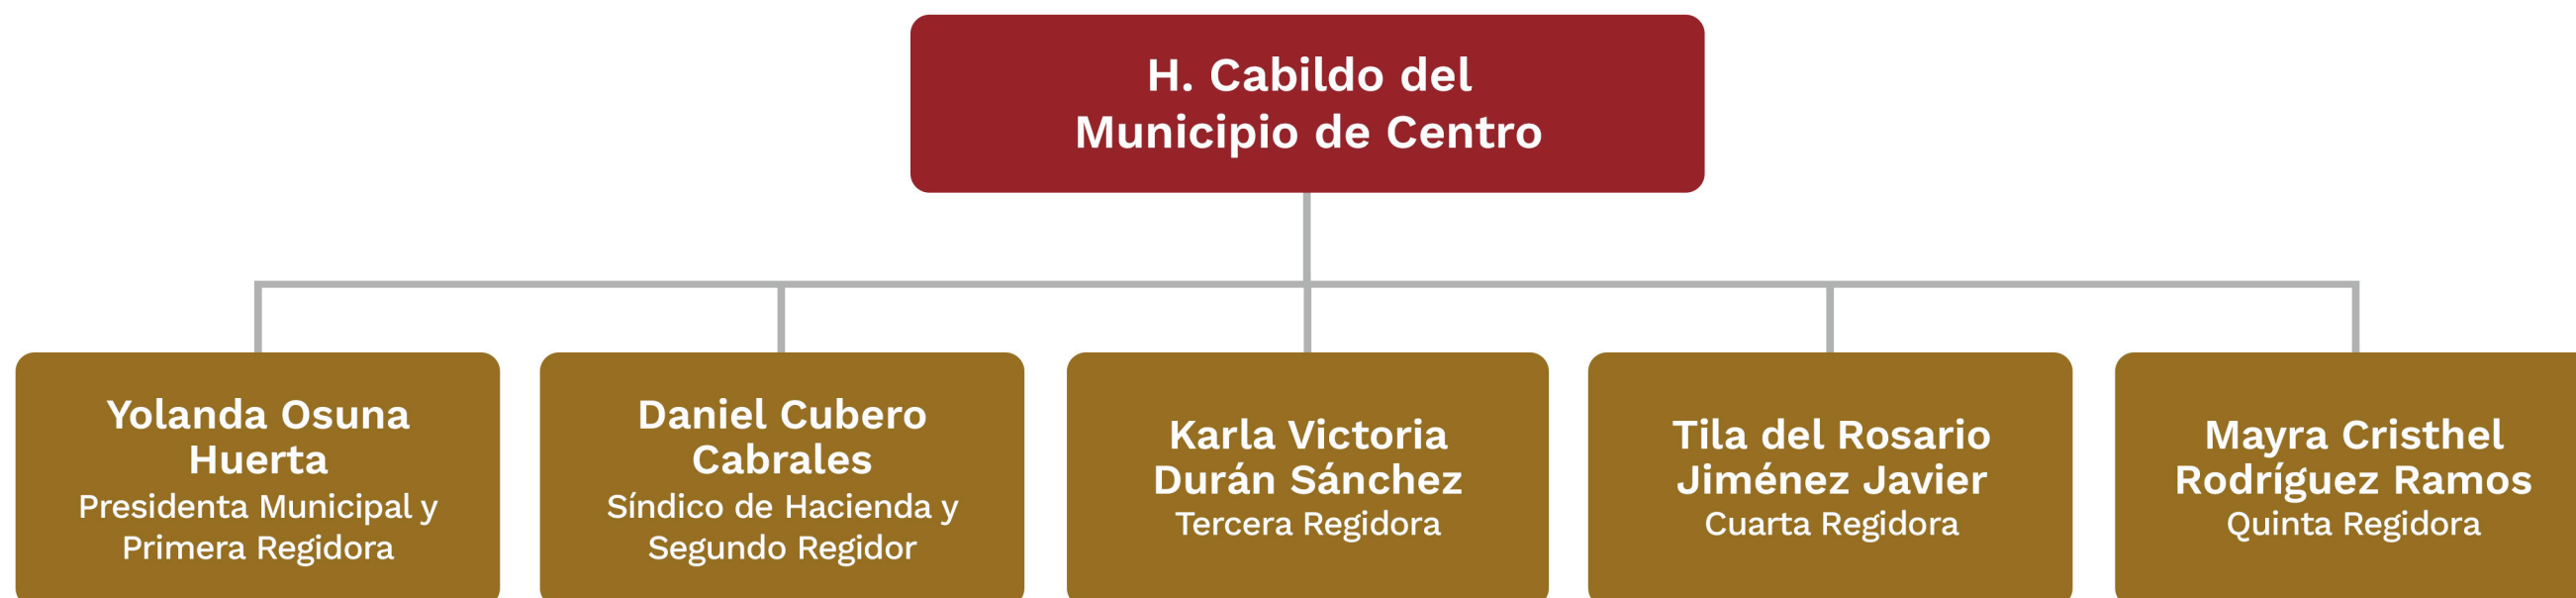 H. Cabildo del
Municipio de Centro
Yolanda Osuna
Huerta
Presidenta Municipal y
Primera Regidora
Daniel Cubero
Cabrales
Síndico de Hacienda y
Segundo Regidor
Karla Victoria
Durán Sánchez
Tercera Regidora
Tila del Rosario
Jiménez Javier
Cuarta Regidora
Mayra Cristhel
Rodríguez Ramos
Quinta Regidora